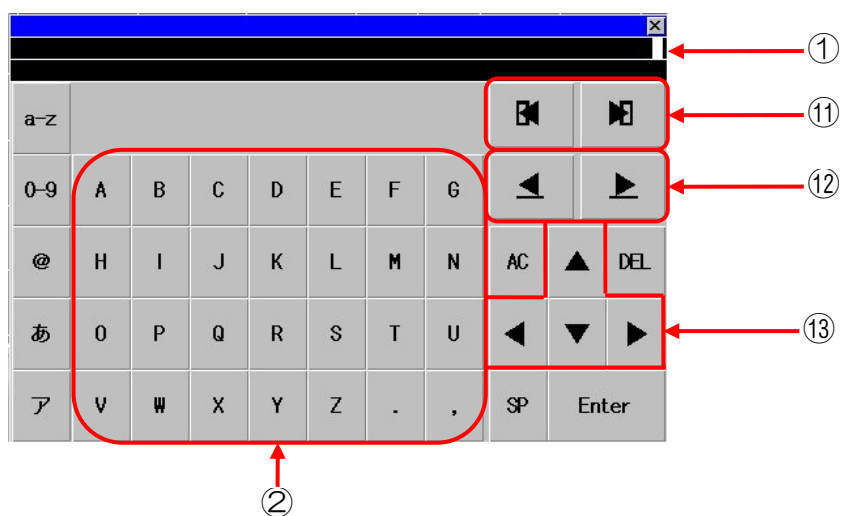 ①
a-z
⑪
0-9 A B C D E F G
⑫
@ H I J K L M N AC ▲ DEL
あ O P Q R S T U ◀ ▼ ▶
⑬
ア V W X Y Z . , SP Enter
②